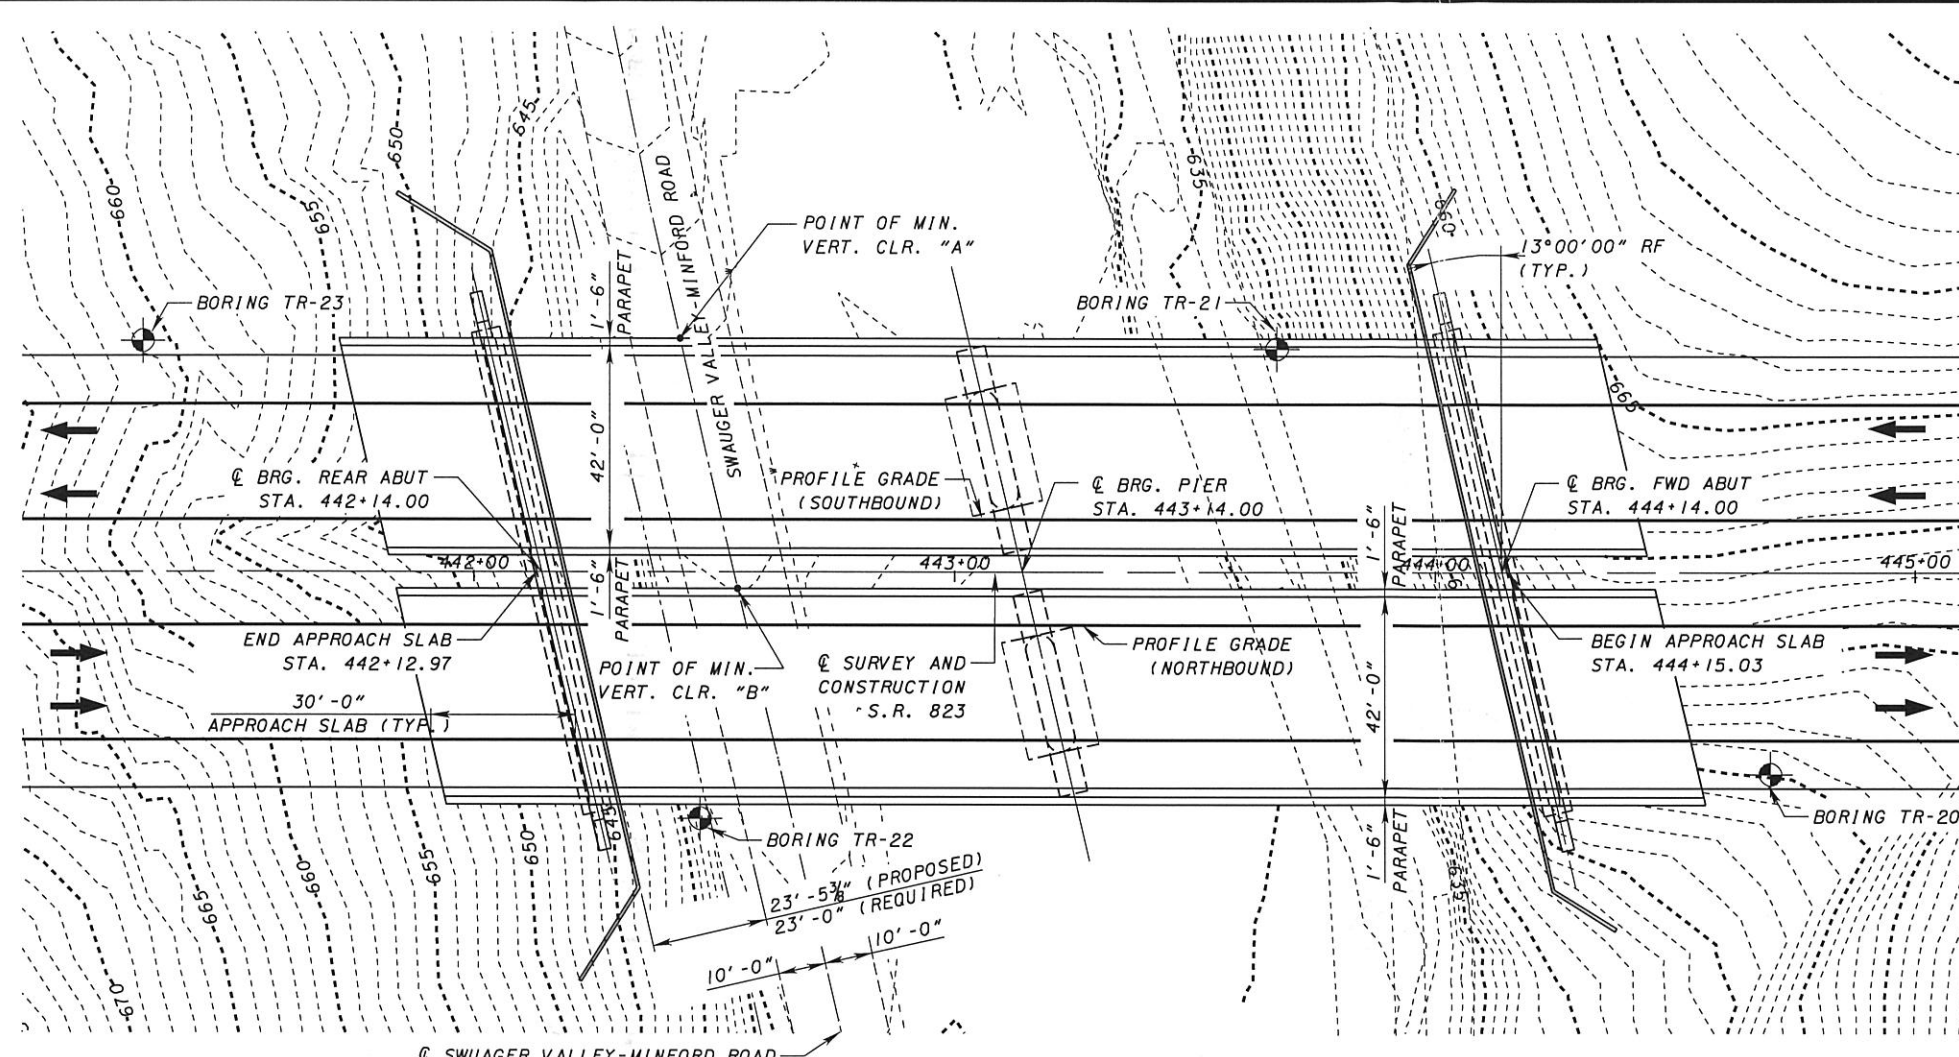 645
650
660
655
635
660
SWAUGER VALLEY MINFORD ROAD
POINT OF MIN.
VERT. CLR. "A"
13°00'00" RF
(TYP.)
1'-6"
PARAPET
BORING TR-23
BORING TR-21
665
42'-0"
℄ BRG. REAR ABUT
STA. 442+14.00
PROFILE GRADE
(SOUTHBOUND)
℄ BRG. PIER
STA. 443+14.00
℄ BRG. FWD ABUT
STA. 444+14.00
1'-6"
PARAPET
442+00
443+00
444+00
445+00
1'-6"
PARAPET
END APPROACH SLAB
STA. 442+12.97
POINT OF MIN.
VERT. CLR. "B"
℄ SURVEY AND
CONSTRUCTION
S.R. 823
PROFILE GRADE
(NORTHBOUND)
BEGIN APPROACH SLAB
STA. 444+15.03
30'-0"
APPROACH SLAB (TYP.)
42'-0"
BORING TR-22
BORING TR-20
1'-6"
PARAPET
645
650
655
660
665
670
655
23'-5⅜" (PROPOSED)
23'-0" (REQUIRED)
10'-0"
10'-0"
℄ SWUAGER VALLEY-MINFORD ROAD